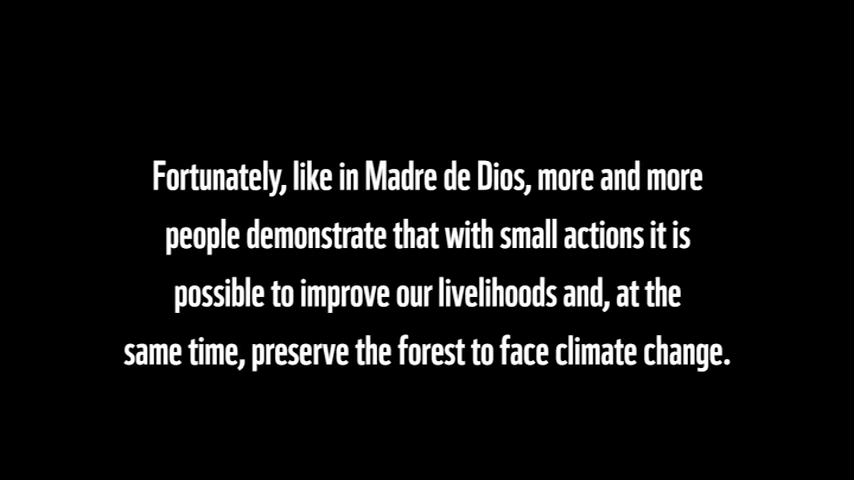 Fortunately, like in Madre de Dios, more and more
people demonstrate that with small actions it is
possible to improve our livelihoods and, at the
same time, preserve the forest to face climate change.